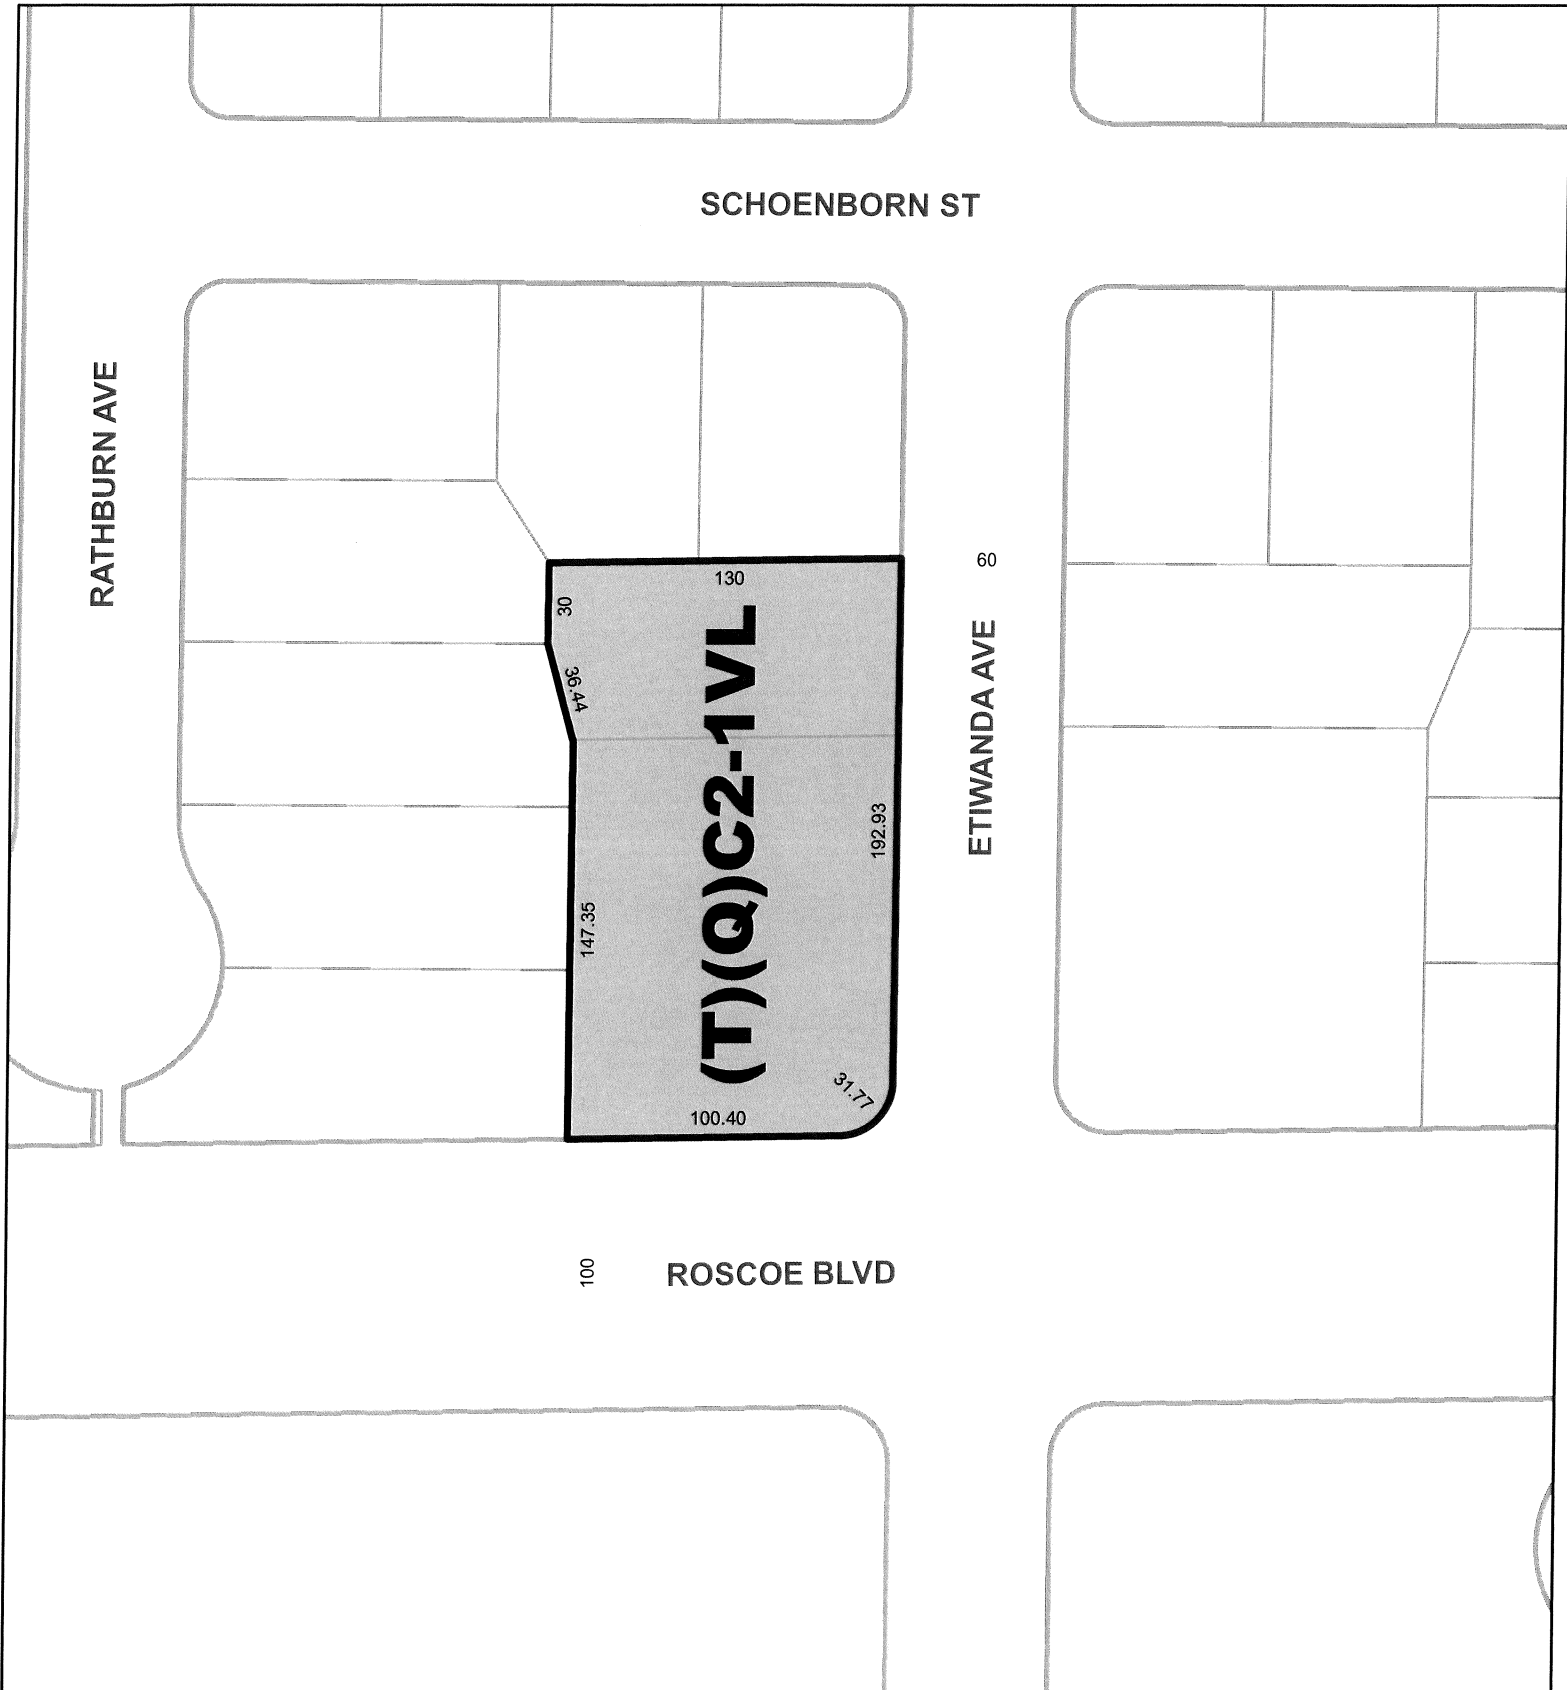 SCHOENBORN ST
RATHBURN AVE
60
130
30
36.44
(T)(Q)C2-1VL
ETIWANDA AVE
192.93
147.35
31.77
100.40
100
ROSCOE BLVD